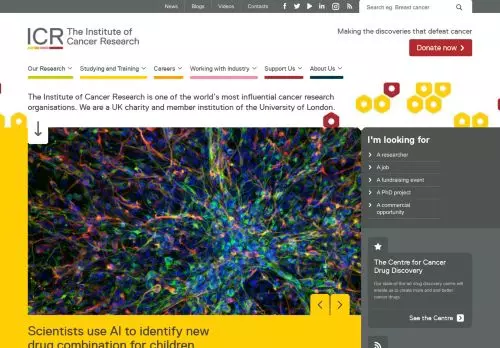 News
Blogs
Videos
Contact
Search eg. Breast cancer
ICR The Institute of
Cancer Research
Making the discoveries that defeat cancer
Donate now
Our Research
Studying and Training
Careers
Working with Industry
Support Us
About Us
The Institute of Cancer Research is one of the world's most influential cancer research
organisations. We are a UK charity and member institution of the University of London.
I'm looking for
A researcher
A job
A fundraising event
A PhD project
A commercial
opportunity
The Centre for Cancer
Drug Discovery
Our state-of-the-art drug discovery centre will
enable us to create more and and better
cancer drugs.
See the Centre
Scientists use AI to identify new
drug combination for children